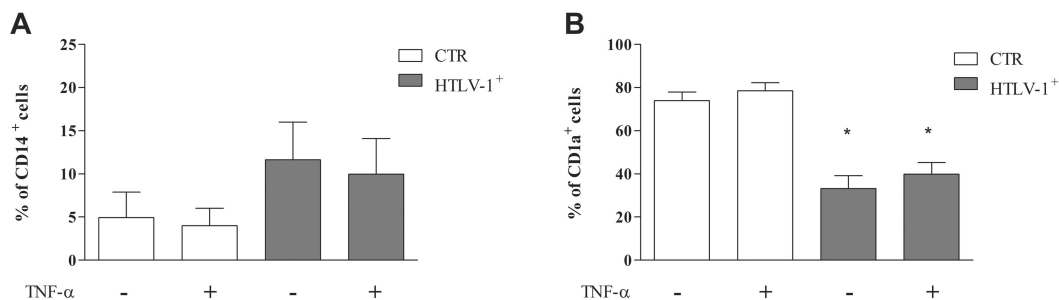 A
% of CD14 + cells
25
20
15
10
5
0
CTR
HTLV-1+
TNF-α - + - +
B
% of CD1a+ cells
100
80
60
40
20
0
CTR
HTLV-1+
* *
TNF-α - + - +